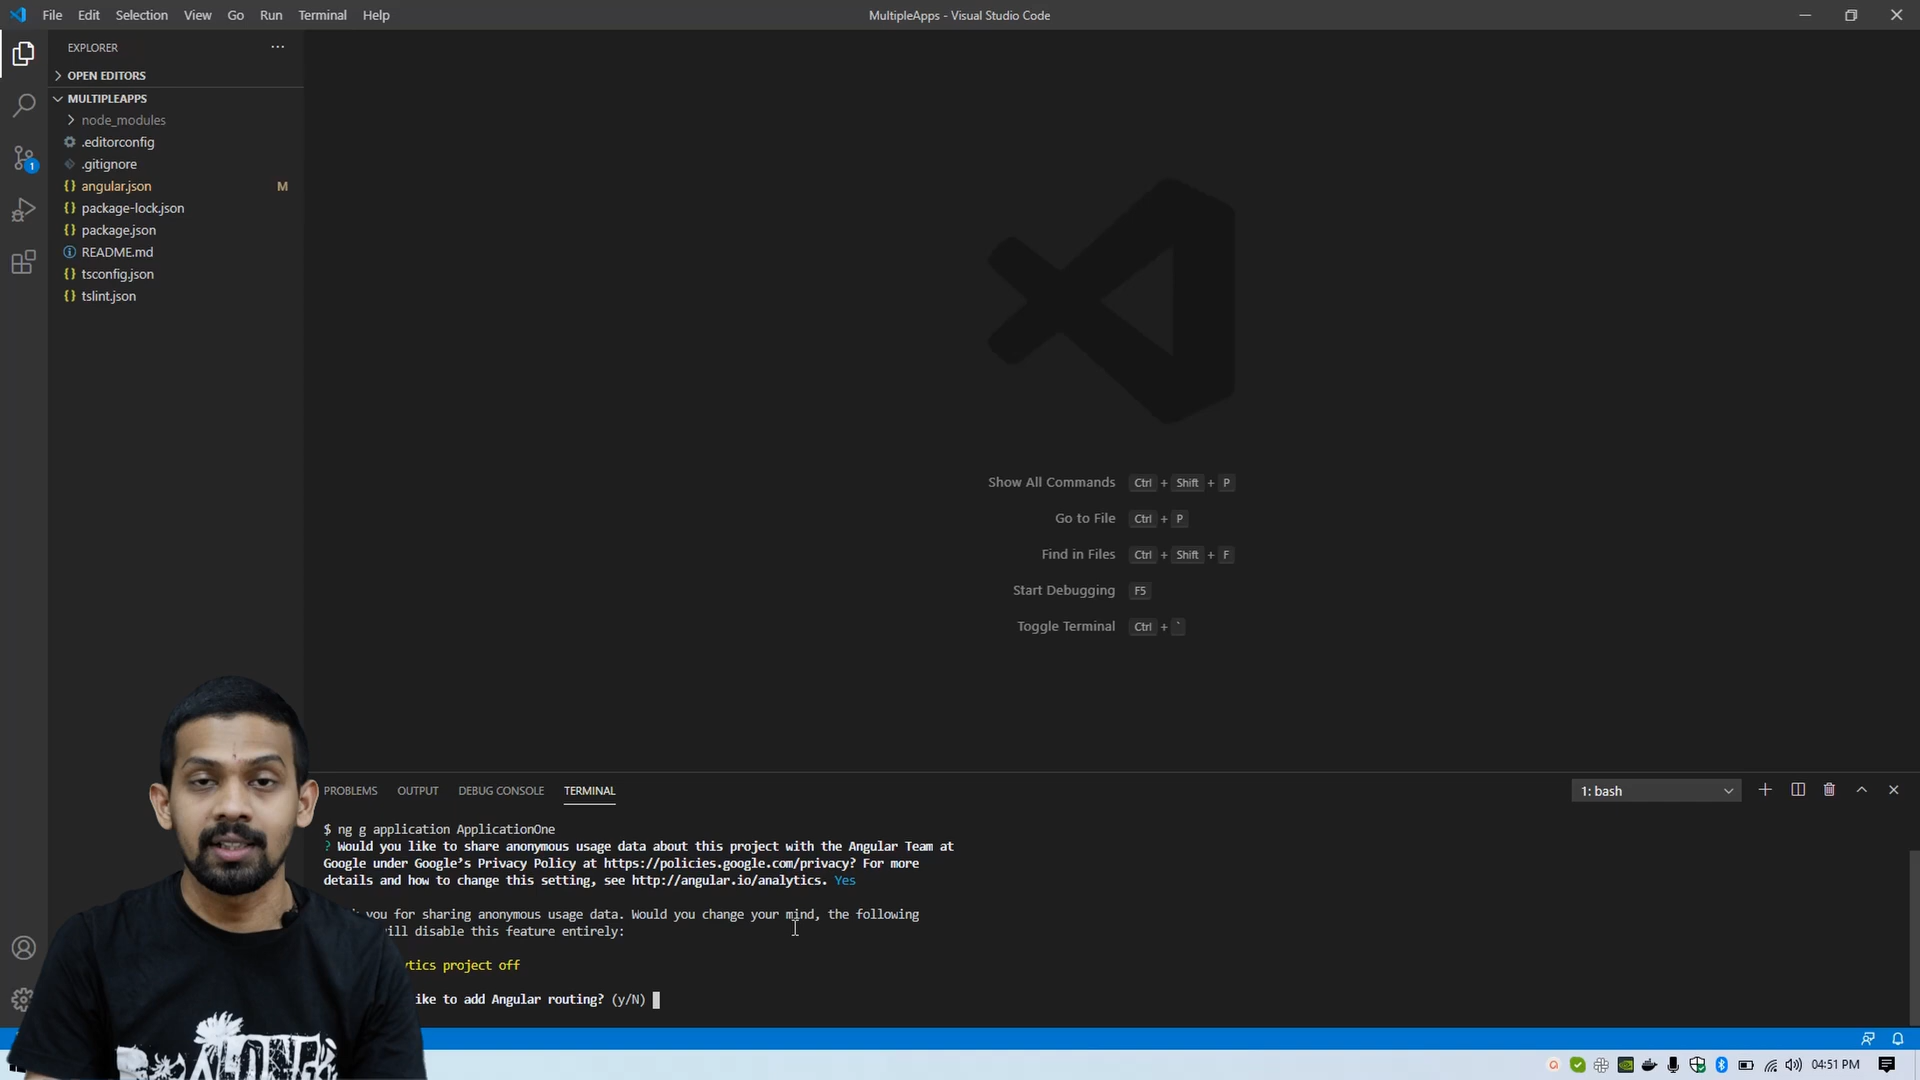 File Edit Selection View Go Run Terminal Help
MultipleApps - Visual Studio Code
EXPLORER
OPEN EDITORS
MULTIPLEAPPS
node_modules
.editorconfig
.gitignore
angular.json M
package-lock.json
package.json
README.md
tsconfig.json
tslint.json
1
Show All Commands Ctrl + Shift + P
Go to File Ctrl + P
Find in Files Ctrl + Shift + F
Start Debugging F5
Toggle Terminal Ctrl + `
PROBLEMS OUTPUT DEBUG CONSOLE TERMINAL
1: bash
$ ng g application ApplicationOne
? Would you like to share anonymous usage data about this project with the Angular Team at
Google under Google’s Privacy Policy at https://policies.google.com/privacy? For more
details and how to change this setting, see http://angular.io/analytics. Yes
you for sharing anonymous usage data. Would you change your mind, the following
will disable this feature entirely:
tics project off
ike to add Angular routing? (y/N)
04:51 PM